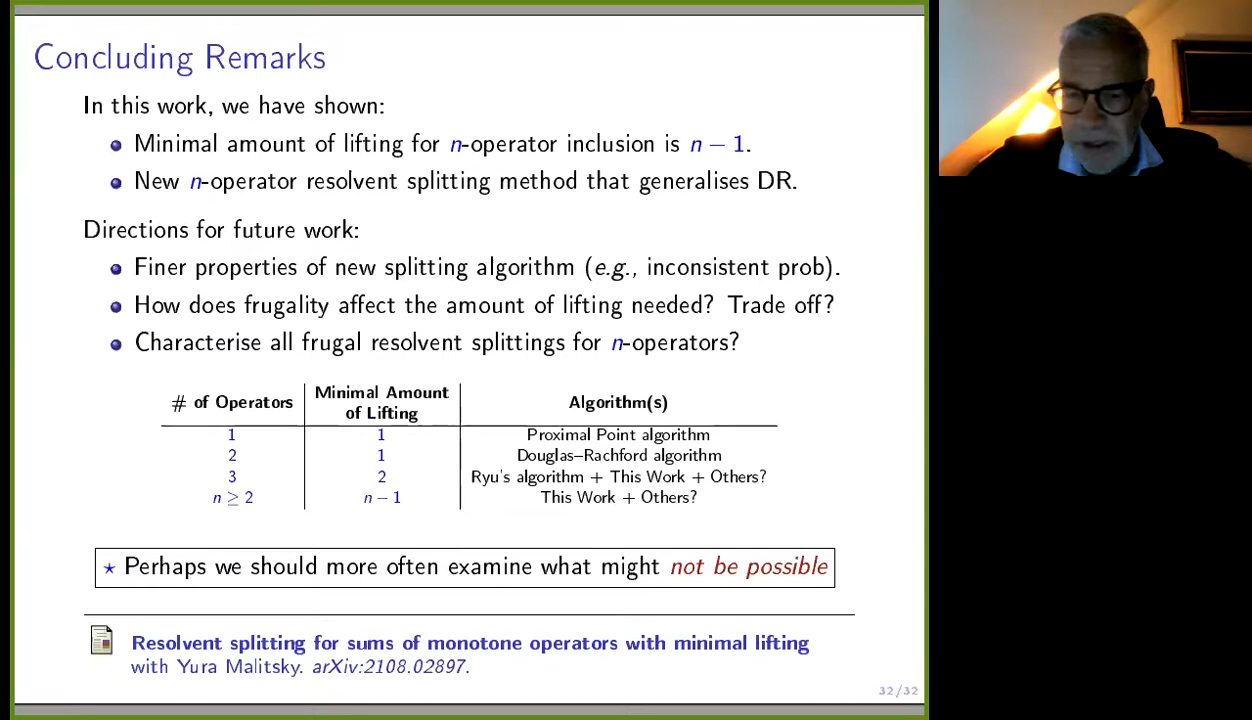 Concluding Remarks
In this work, we have shown:
Minimal amount of lifting for n-operator inclusion is n − 1.
New n-operator resolvent splitting method that generalises DR.
Directions for future work:
Finer properties of new splitting algorithm (e.g., inconsistent prob).
How does frugality affect the amount of lifting needed? Trade off?
Characterise all frugal resolvent splittings for n-operators?
# of Operators | Minimal Amount of Lifting | Algorithm(s)
1 | 1 | Proximal Point algorithm
2 | 1 | Douglas–Rachford algorithm
3 | 2 | Ryu's algorithm + This Work + Others?
n ≥ 2 | n − 1 | This Work + Others?
⋆ Perhaps we should more often examine what might not be possible
Resolvent splitting for sums of monotone operators with minimal lifting
with Yura Malitsky. arXiv:2108.02897.
32/32